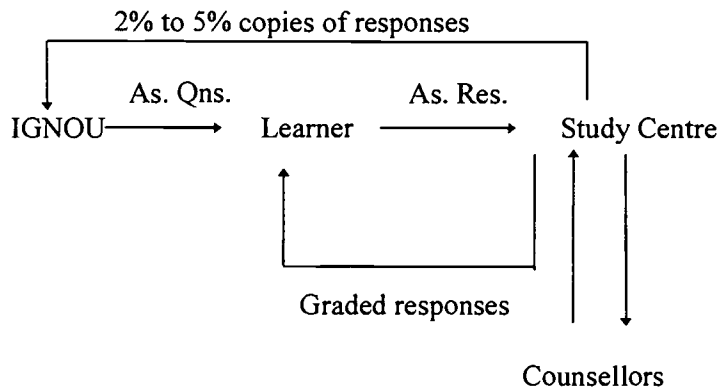 2% to 5% copies of responses
As. Qns. As. Res.
IGNOU Learner Study Centre
Graded responses
Counsellors